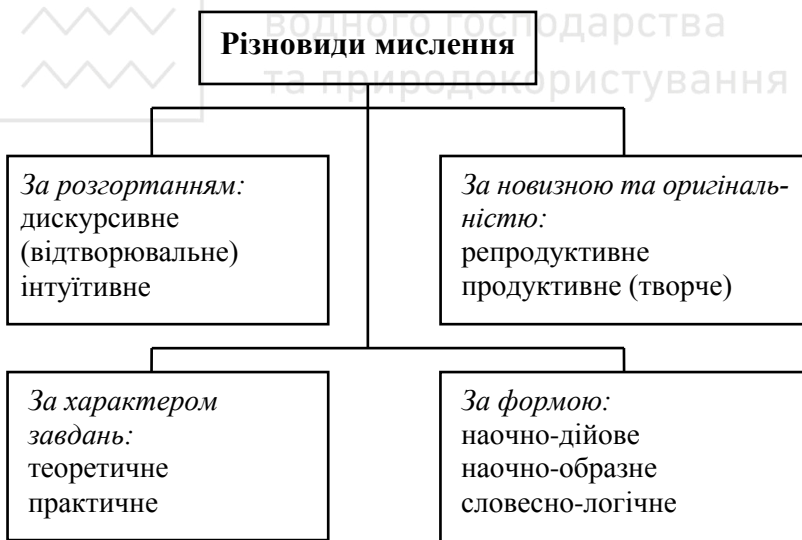 водного господарства
та природокористування
Різновиди мислення
За розгортанням:
дискурсивне
(відтворювальне)
інтуїтивне
За новизною та оригіналь-
ністю:
репродуктивне
продуктивне (творче)
За характером
завдань:
теоретичне
практичне
За формою:
наочно-дійове
наочно-образне
словесно-логічне